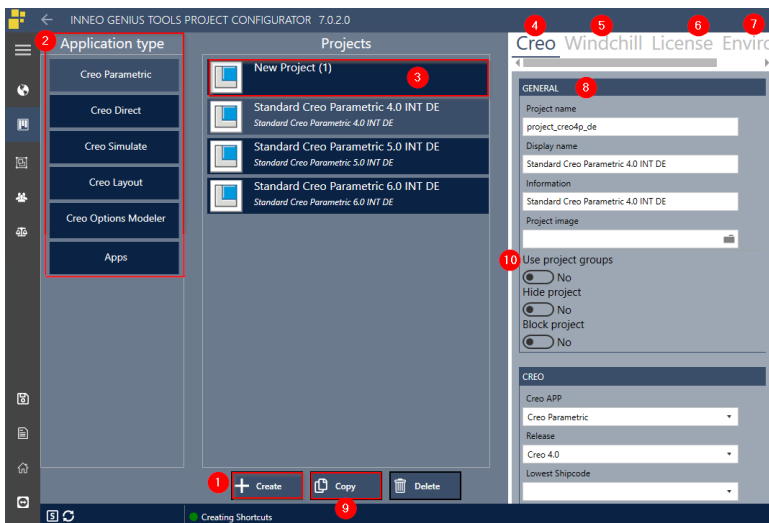 INNEO GENIUS TOOLS PROJECT CONFIGURATOR 7.0.2.0
4
5
6
7
2
Application type
Projects
Creo Windchill License Enviro
Creo Parametric
Creo Direct
Creo Simulate
Creo Layout
Creo Options Modeler
Apps
New Project (1)
3
Standard Creo Parametric 4.0 INT DE
Standard Creo Parametric 4.0 INT DE
Standard Creo Parametric 5.0 INT DE
Standard Creo Parametric 5.0 INT DE
Standard Creo Parametric 6.0 INT DE
Standard Creo Parametric 6.0 INT DE
GENERAL 8
Project name
project_creo4p_de
Display name
Standard Creo Parametric 4.0 INT DE
Information
Standard Creo Parametric 4.0 INT DE
Project image
10 Use project groups
No
Hide project
No
Block project
No
CREO
Creo APP
Creo Parametric
Release
Creo 4.0
Lowest Shipcode
1 Create
Copy
Delete
9
S
Creating Shortcuts